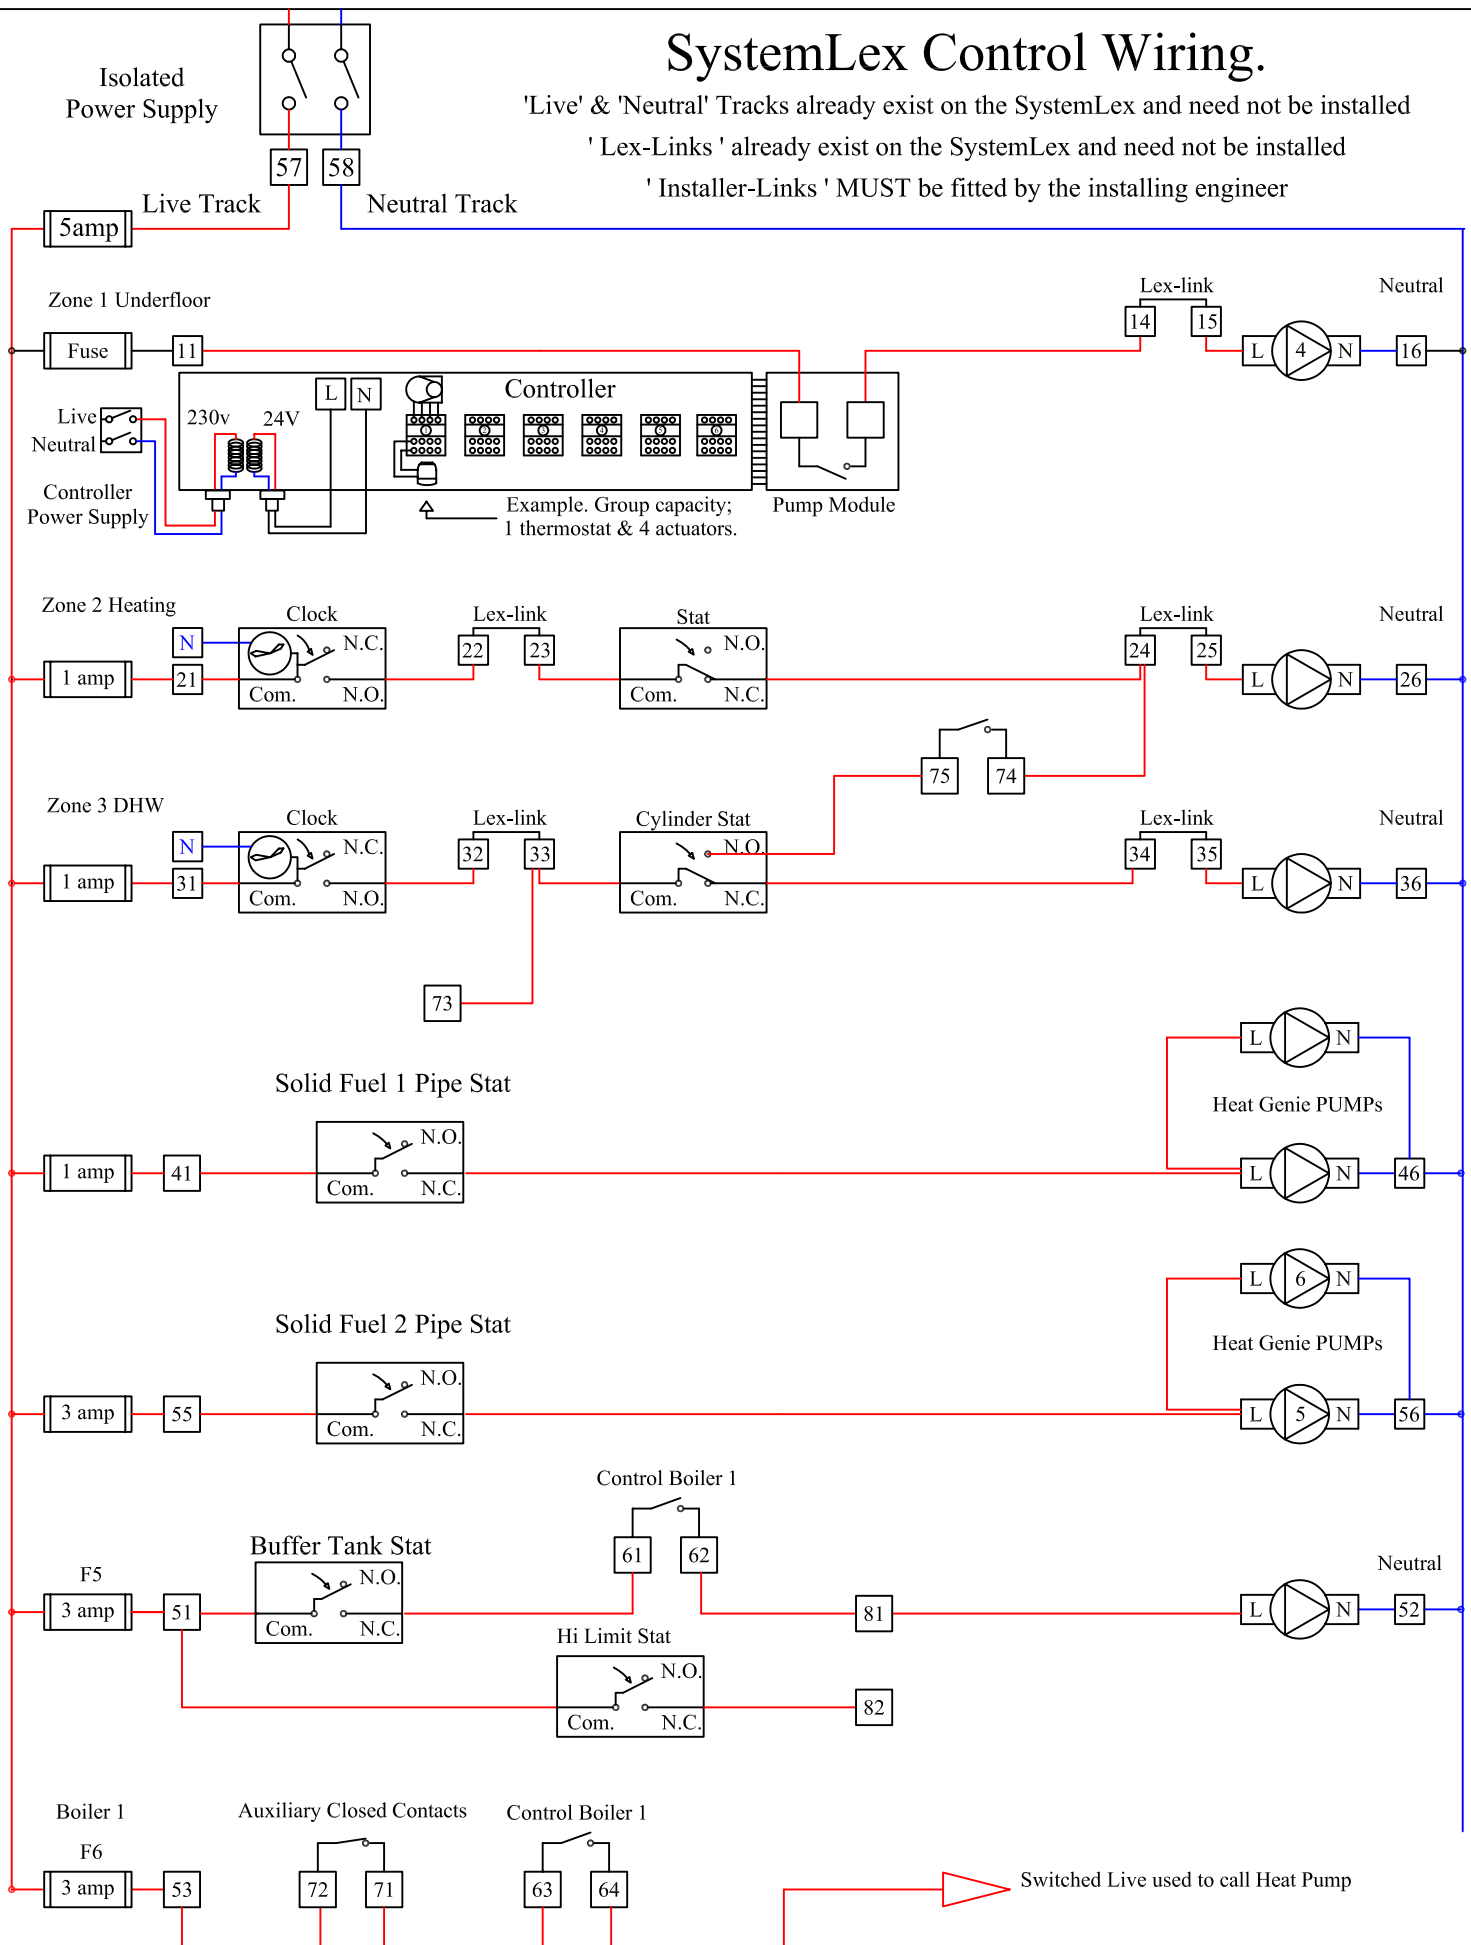 SystemLex Control Wiring.
'Live' & 'Neutral' Tracks already exist on the SystemLex and need not be installed
' Lex-Links ' already exist on the SystemLex and need not be installed
' Installer-Links ' MUST be fitted by the installing engineer
Isolated
Power Supply
57 58
Live Track Neutral Track
5amp
Zone 1 Underfloor
Lex-link Neutral
Fuse 11 14 15 L 4 N 16
Controller
L N
Live
Neutral
230v 24V
1 2 3 4 5 6
Controller
Power Supply
Example. Group capacity;
1 thermostat & 4 actuators.
Pump Module
Zone 2 Heating Clock Lex-link Stat Lex-link Neutral
N N.C. 22 23 N.O. 24 25
1 amp 21 L N 26
Com. N.O. Com. N.C.
75 74
Zone 3 DHW Clock Lex-link Cylinder Stat Lex-link Neutral
N N.C. 32 33 N.O. 34 35
1 amp 31 L N 36
Com. N.O. Com. N.C.
73
L N
Solid Fuel 1 Pipe Stat
Heat Genie PUMPs
N.O.
1 amp 41 L N 46
Com. N.C.
L 6 N
Solid Fuel 2 Pipe Stat
Heat Genie PUMPs
N.O.
3 amp 55 L 5 N 56
Com. N.C.
Control Boiler 1
Buffer Tank Stat
61 62
F5 N.O. Neutral
3 amp 51 81 L N 52
Com. N.C.
Hi Limit Stat
N.O.
82
Com. N.C.
Boiler 1 Auxiliary Closed Contacts Control Boiler 1
F6
3 amp 53 72 71 63 64
Switched Live used to call Heat Pump